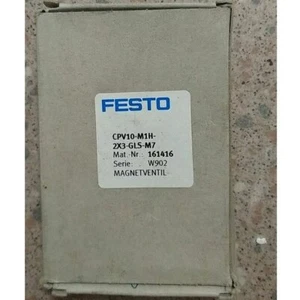 FESTO
CPV10-M1H-
2X3-GLS-M7
Mat.-Nr. 161416
Serie W902
MAGNETVENTIL